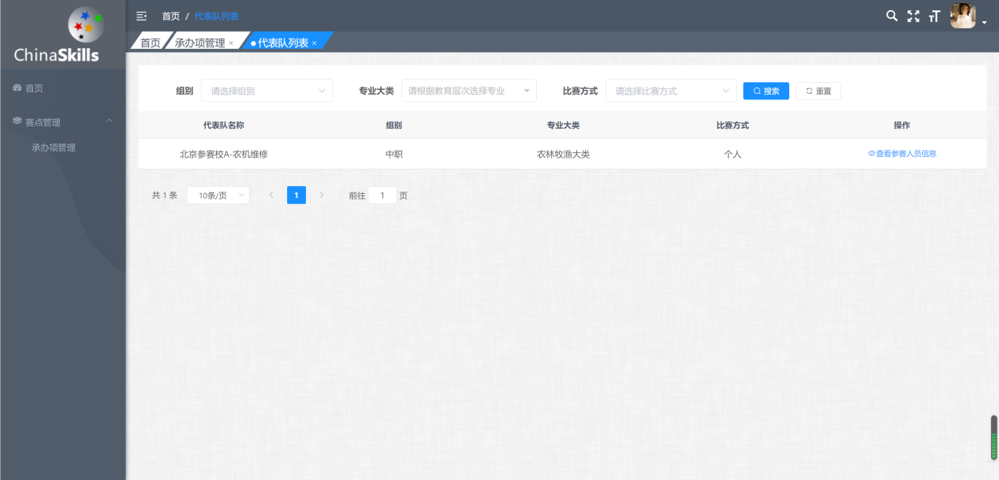 ChinaSkills
首页
赛点管理
承办项管理
首页 / 代表队列表
首页 承办项管理 × 代表队列表 ×
组别 请选择组别 专业大类 请根据教育层次选择专业 比赛方式 请选择比赛方式 搜索 重置
代表队名称 组别 专业大类 比赛方式 操作
北京参赛校A-农机维修 中职 农林牧渔大类 个人 查看参赛人员信息
共 1 条 10条/页 1 前往 1 页